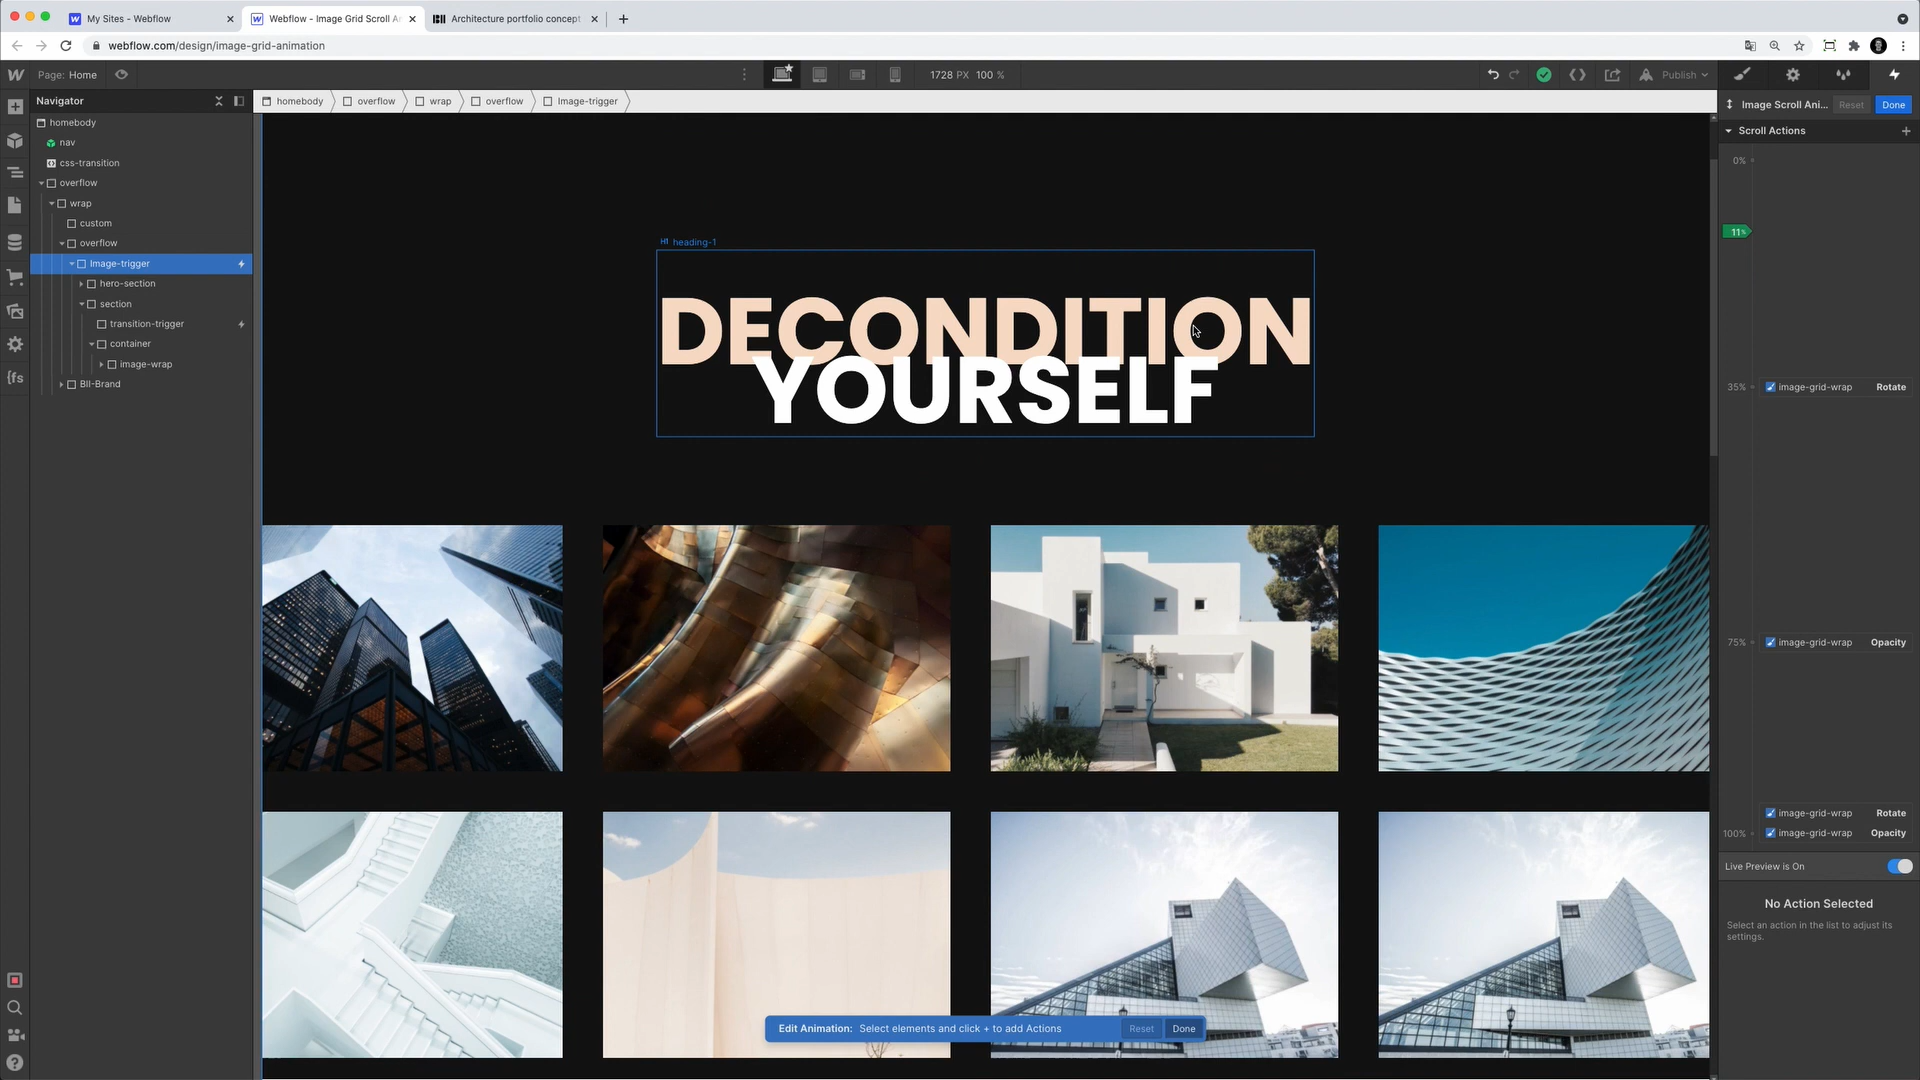 My Sites - Webflow
Webflow - Image Grid Scroll A
Architecture portfolio concept
webflow.com/design/image-grid-animation
Page: Home
1728 PX 100 %
Publish
Navigator
homebody
overflow
wrap
overflow
Image-trigger
Image Scroll Ani...
Reset
Done
homebody
nav
css-transition
overflow
wrap
custom
overflow
Image-trigger
hero-section
section
transition-trigger
container
image-wrap
BII-Brand
H1 heading-1
DECONDITION
YOURSELF
Scroll Actions
0%
11%
35%
image-grid-wrap Rotate
75%
image-grid-wrap Opacity
image-grid-wrap Rotate
100%
image-grid-wrap Opacity
Live Preview is On
No Action Selected
Select an action in the list to adjust its
settings.
Edit Animation: Select elements and click + to add Actions
Reset
Done